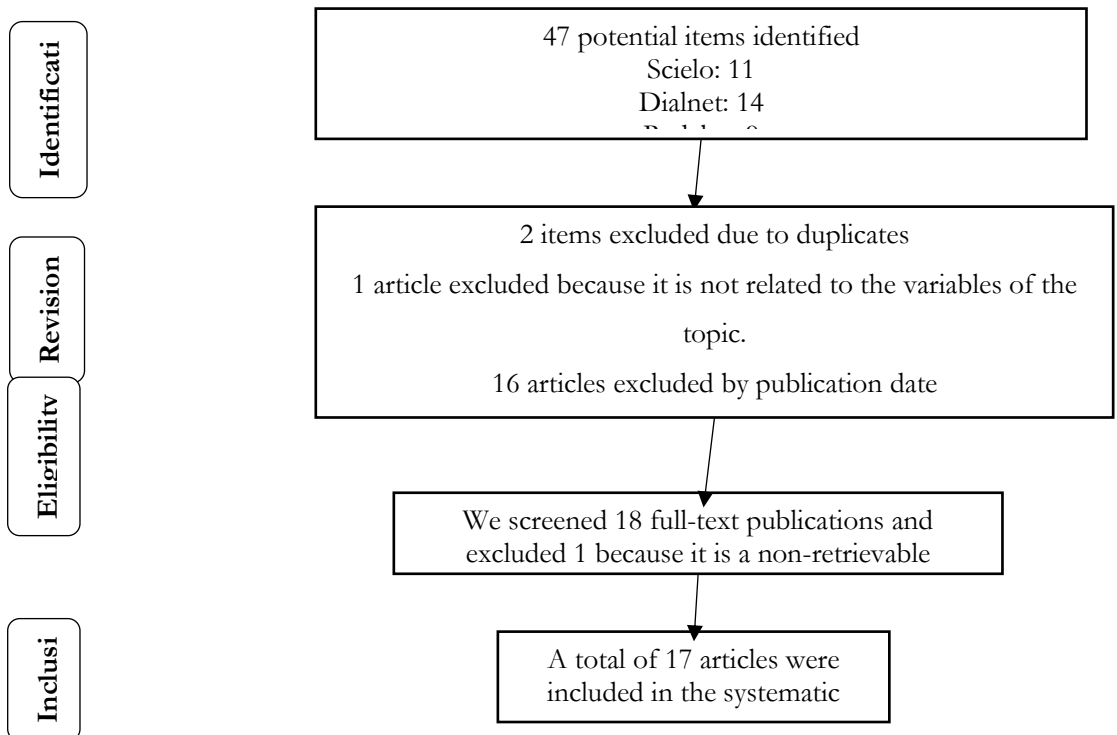 Identificati
47 potential items identified
Scielo: 11
Dialnet: 14
Revision
2 items excluded due to duplicates
1 article excluded because it is not related to the variables of the
topic.
16 articles excluded by publication date
Eligibility
We screened 18 full-text publications and
excluded 1 because it is a non-retrievable
Inclusi
A total of 17 articles were
included in the systematic